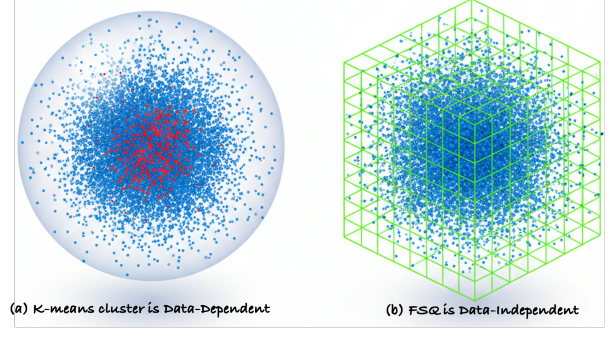 (a) K-means cluster is Data-Dependent
(b) FSQ is Data-Independent